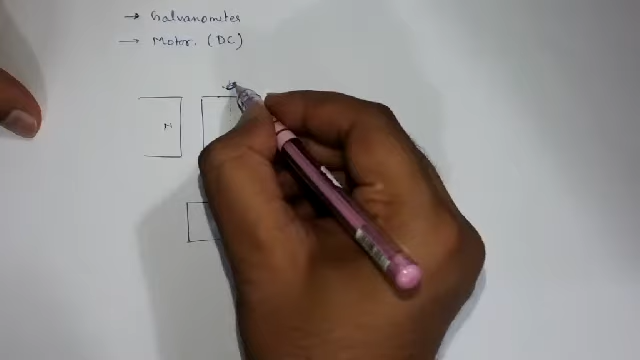 → Galvanometer
→ Motor. (DC)
N